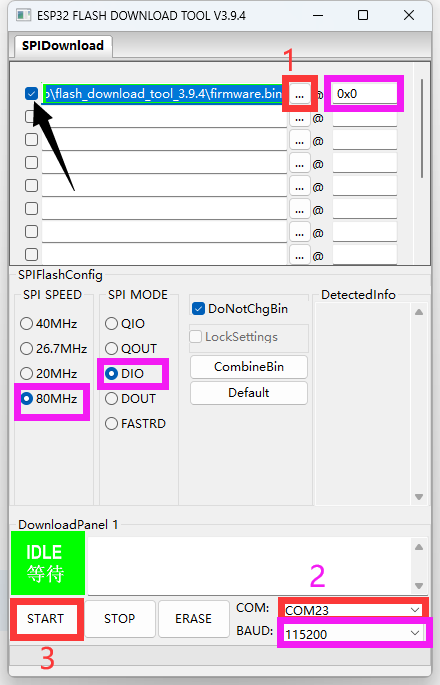 ESP32 FLASH DOWNLOAD TOOL V3.9.4
SPIDownload
1
\flash_download_tool_3.9.4\firmware.bin ... @ 0x0
... @
... @
... @
... @
... @
... @
... @
SPIFlashConfig
SPI SPEED
40MHz
26.7MHz
20MHz
80MHz
SPI MODE
QIO
QOUT
DIO
DOUT
FASTRD
DoNotChgBin
LockSettings
CombineBin
Default
DetectedInfo
DownloadPanel 1
IDLE
等待
2
START STOP ERASE
COM: COM23
BAUD: 115200
3